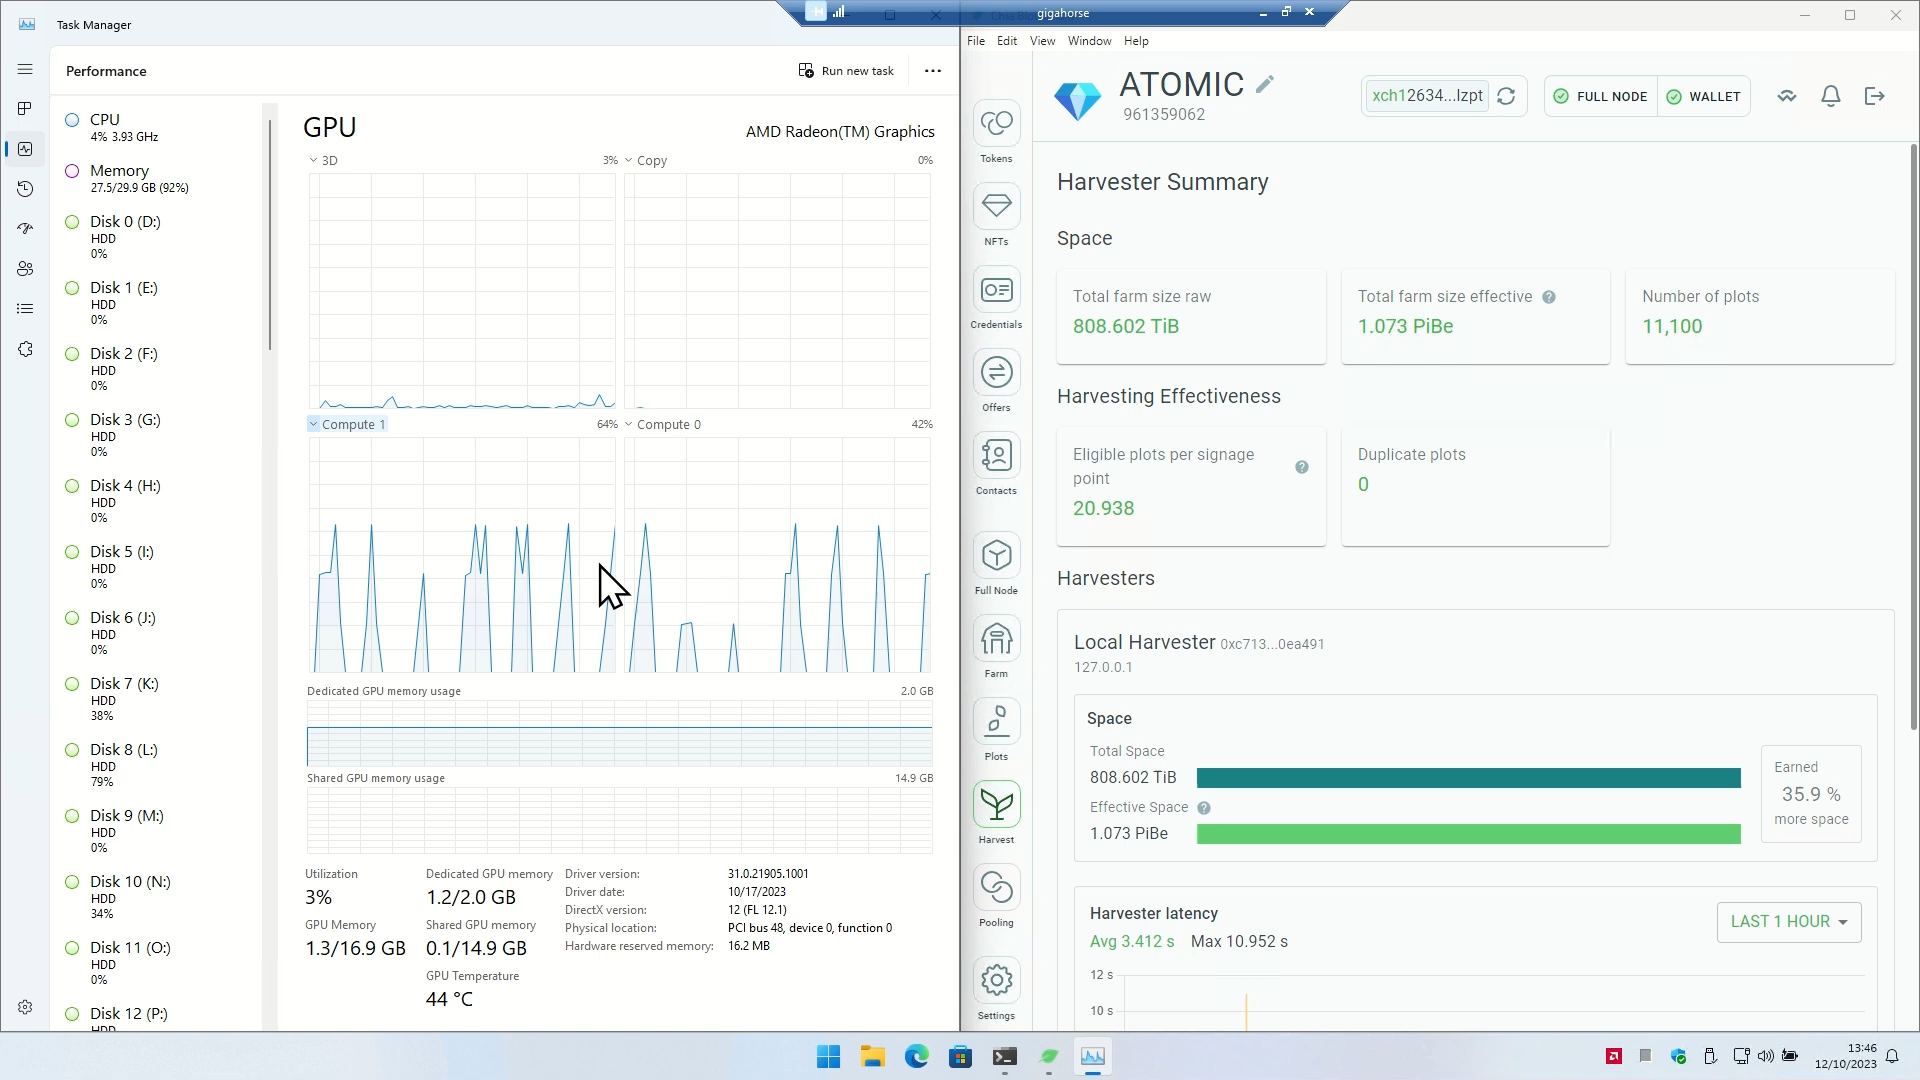 Task Manager
gigahorse
Performance
Run new task
CPU
4% 3.93 GHz
Memory
27.5/29.9 GB (92%)
Disk 0 (D:)
HDD
0%
Disk 1 (E:)
HDD
0%
Disk 2 (F:)
HDD
0%
Disk 3 (G:)
HDD
0%
Disk 4 (H:)
HDD
0%
Disk 5 (I:)
HDD
0%
Disk 6 (J:)
HDD
0%
Disk 7 (K:)
HDD
38%
Disk 8 (L:)
HDD
79%
Disk 9 (M:)
HDD
0%
Disk 10 (N:)
HDD
34%
Disk 11 (O:)
HDD
0%
Disk 12 (P:)
HDD
GPU
AMD Radeon(TM) Graphics
3D 3%
Copy 0%
Compute 1 64%
Compute 0 42%
Dedicated GPU memory usage 2.0 GB
Shared GPU memory usage 14.9 GB
Utilization
3%
GPU Memory
1.3/16.9 GB
Dedicated GPU memory
1.2/2.0 GB
Shared GPU memory
0.1/14.9 GB
GPU Temperature
44 °C
Driver version: 31.0.21905.1001
Driver date: 10/17/2023
DirectX version: 12 (FL 12.1)
Physical location: PCI bus 48, device 0, function 0
Hardware reserved memory: 16.2 MB
File Edit View Window Help
Tokens
NFTs
Credentials
Offers
Contacts
Full Node
Farm
Plots
Harvest
Pooling
Settings
ATOMIC
961359062
xch12634...lzpt
FULL NODE
WALLET
Harvester Summary
Space
Total farm size raw
808.602 TiB
Total farm size effective
1.073 PiBe
Number of plots
11,100
Harvesting Effectiveness
Eligible plots per signage
point
20.938
Duplicate plots
0
Harvesters
Local Harvester 0xc713...0ea491
127.0.0.1
Space
Total Space
808.602 TiB
Effective Space
1.073 PiBe
Earned
35.9 %
more space
Harvester latency
Avg 3.412 s Max 10.952 s
LAST 1 HOUR
12 s
10 s
13:46
12/10/2023